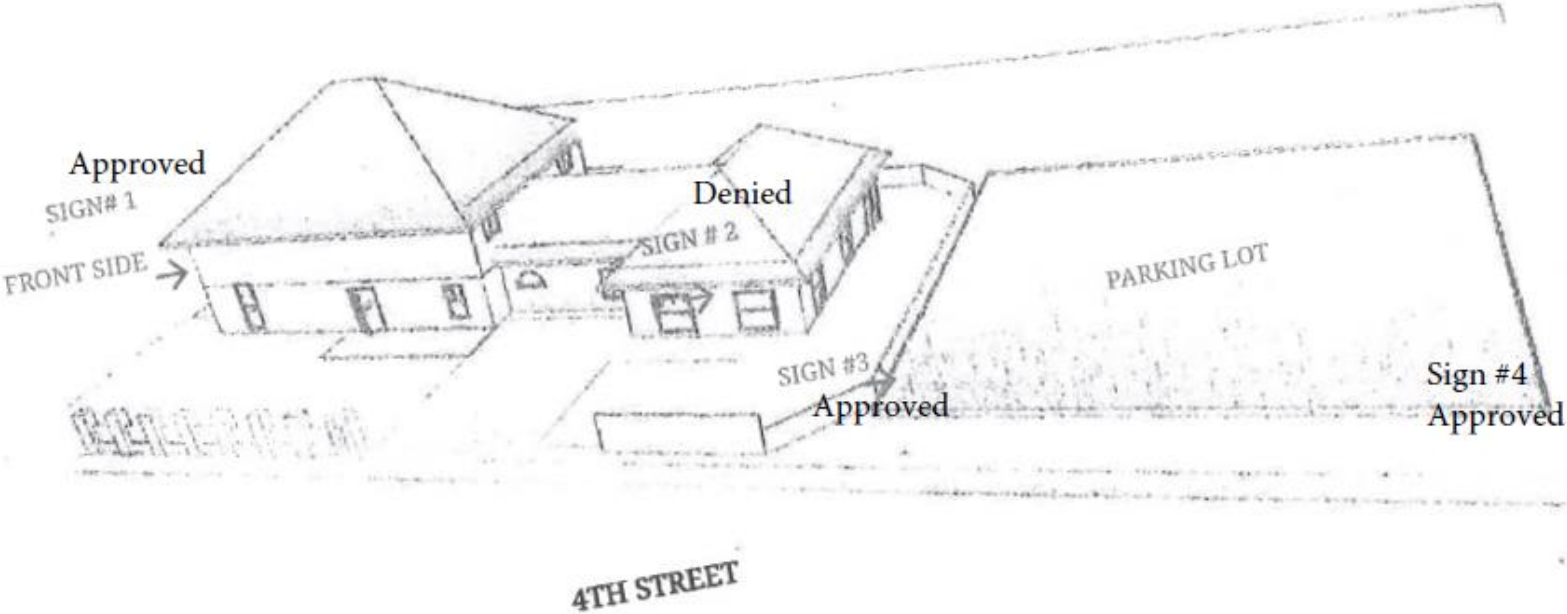 Approved
SIGN# 1
FRONT SIDE
Denied
SIGN # 2
PARKING LOT
SIGN #3
Approved
Sign #4
Approved
4TH STREET